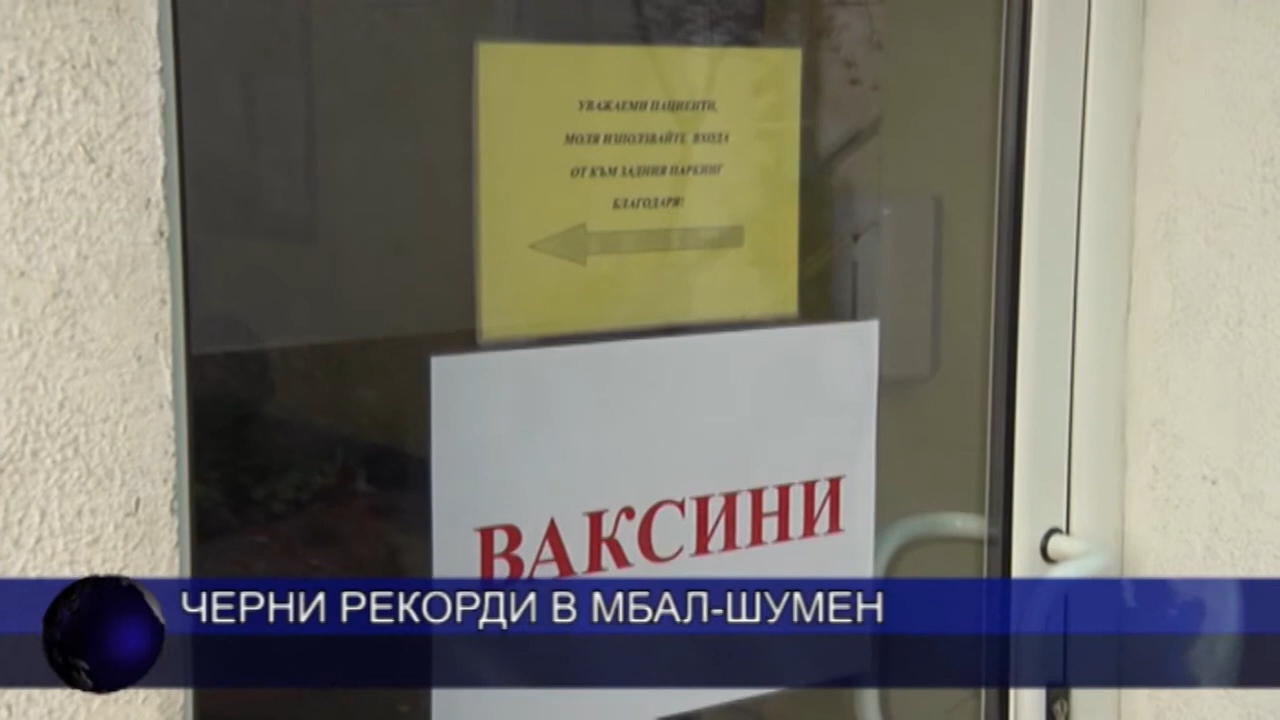 УВАЖАЕМИ ПАЦИЕНТИ,
МОЛЯ ИЗПОЛЗВАЙТЕ ВХОДА
ОТ КЪМ ЗАДНИЯ ПАРКИНГ
БЛАГОДАРЯ!
ВАКСИНИ
ЧЕРНИ РЕКОРДИ В МБАЛ-ШУМЕН